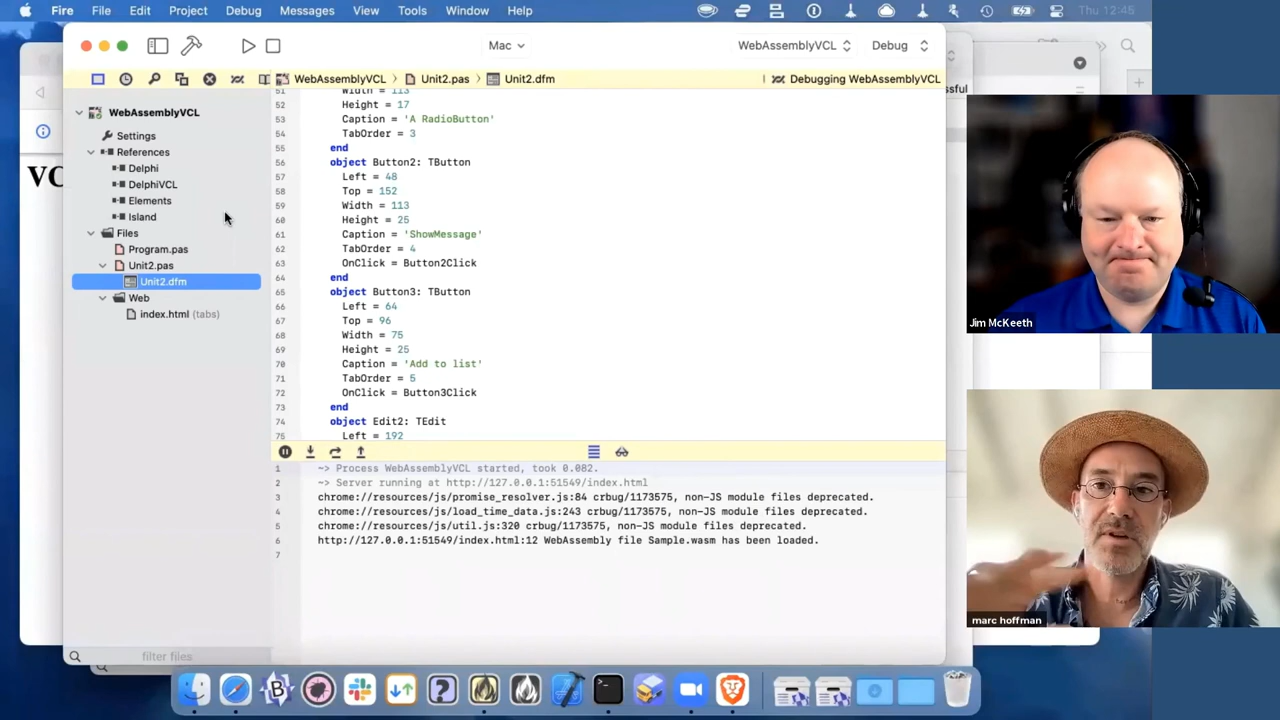 Fire File Edit Project Debug Messages View Tools Window Help Thu 12:45
Mac WebAssemblyVCL Debug
WebAssemblyVCL Unit2.pas Unit2.dfm Debugging WebAssemblyVCL
WebAssemblyVCL
Settings
References
Delphi
DelphiVCL
Elements
Island
Files
Program.pas
Unit2.pas
Unit2.dfm
Web
index.html (tabs)
filter files
VC
51 Width = 113
52 Height = 17
53 Caption = 'A RadioButton'
54 TabOrder = 3
55 end
56 object Button2: TButton
57 Left = 48
58 Top = 152
59 Width = 113
60 Height = 25
61 Caption = 'ShowMessage'
62 TabOrder = 4
63 OnClick = Button2Click
64 end
65 object Button3: TButton
66 Left = 64
67 Top = 96
68 Width = 75
69 Height = 25
70 Caption = 'Add to list'
71 TabOrder = 5
72 OnClick = Button3Click
73 end
74 object Edit2: TEdit
75 Left = 192
1 ~> Process WebAssemblyVCL started, took 0.082.
2 ~> Server running at http://127.0.0.1:51549/index.html
3 chrome://resources/js/promise_resolver.js:84 crbug/1173575, non-JS module files deprecated.
4 chrome://resources/js/load_time_data.js:243 crbug/1173575, non-JS module files deprecated.
5 chrome://resources/js/util.js:320 crbug/1173575, non-JS module files deprecated.
6 http://127.0.0.1:51549/index.html:12 WebAssembly file Sample.wasm has been loaded.
7
Jim McKeeth
marc hoffman